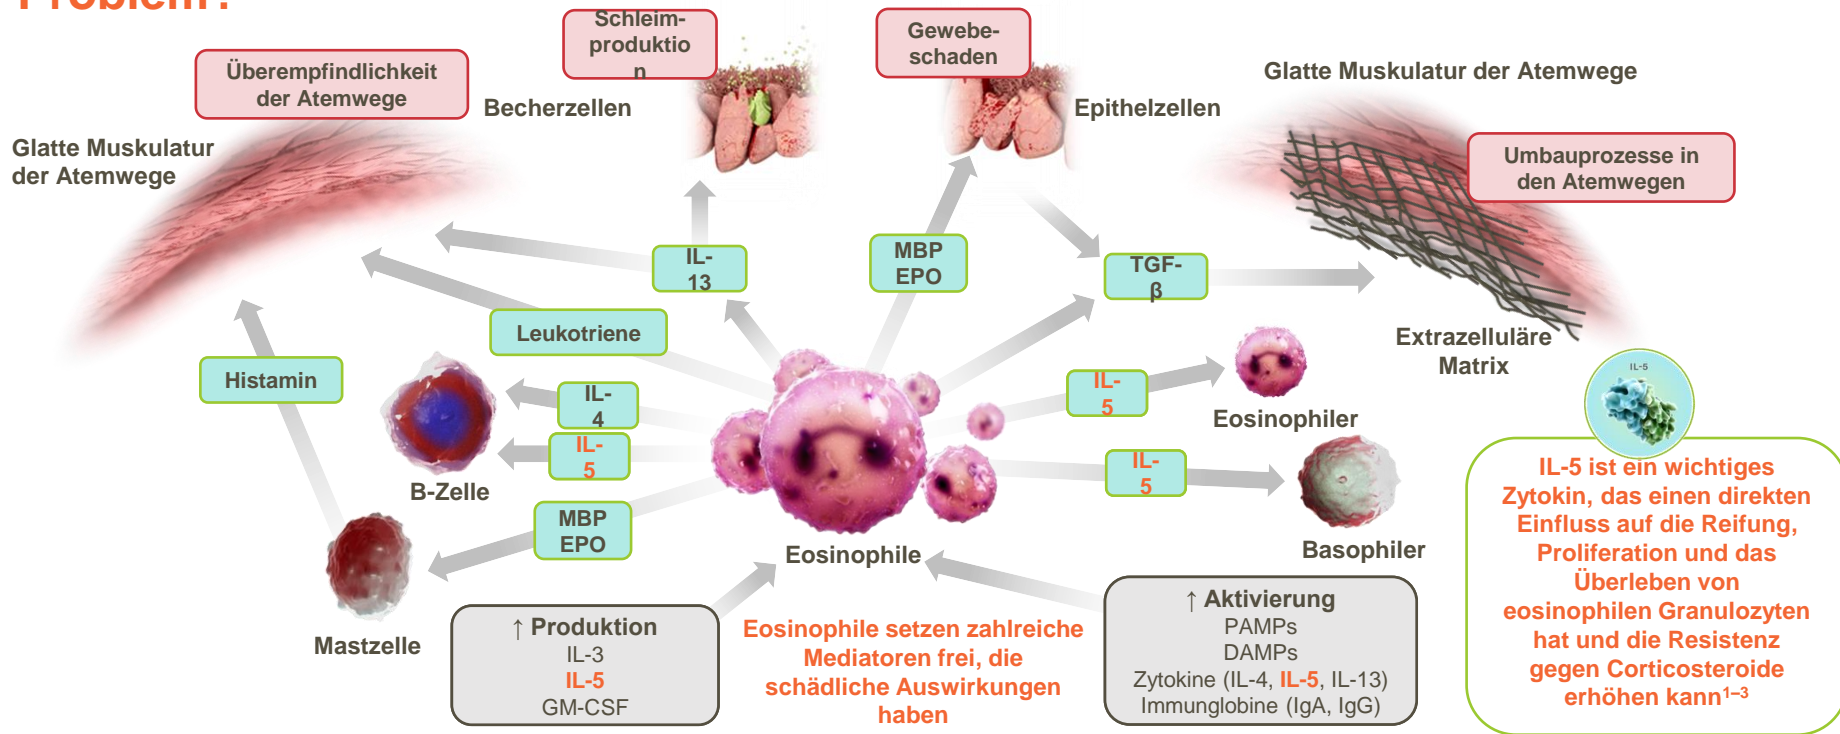 Problem?
Schleim-
produktio
n
Gewebe-
schaden
Überempfindlichkeit
der Atemwege
Becherzellen
Epithelzellen
Glatte Muskulatur der Atemwege
Glatte Muskulatur
der Atemwege
Umbauprozesse in
den Atemwegen
IL-
13
MBP
EPO
TGF-
β
Leukotriene
Histamin
IL-
4
IL-
5
B-Zelle
MBP
EPO
Mastzelle
Eosinophile
IL-
5
Eosinophiler
IL-
5
Basophiler
Extrazelluläre
Matrix
↑ Produktion
IL-3
IL-5
GM-CSF
Eosinophile setzen zahlreiche
Mediatoren frei, die
schädliche Auswirkungen
haben
↑ Aktivierung
PAMPs
DAMPs
Zytokine (IL-4, IL-5, IL-13)
Immunglobine (IgA, IgG)
IL-5
IL-5 ist ein wichtiges
Zytokin, das einen direkten
Einfluss auf die Reifung,
Proliferation und das
Überleben von
eosinophilen Granulozyten
hat und die Resistenz
gegen Corticosteroide
erhöhen kann¹⁻³